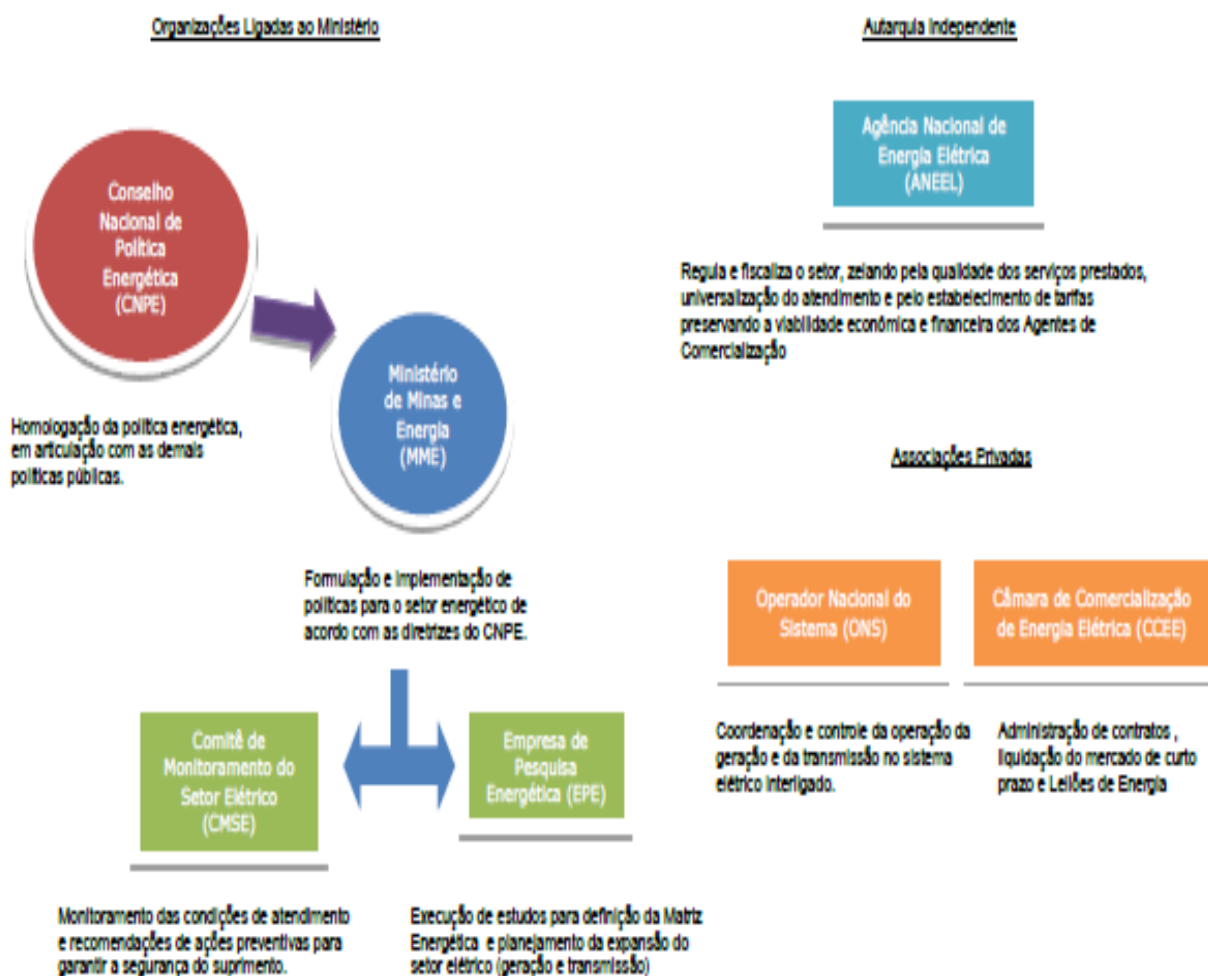 Organizações Ligadas ao Ministério
Conselho
Nacional de
Política
Energética
(CNPE)
Homologação da política energética,
em articulação com as demais
políticas públicas.
Ministério
de Minas e
Energia
(MME)
Formulação e implementação de
políticas para o setor energético de
acordo com as diretrizes do CNPE.
Comitê de
Monitoramento do
Setor Elétrico
(CMSE)
Monitoramento das condições de atendimento
e recomendações de ações preventivas para
garantir a segurança do suprimento.
Empresa de
Pesquisa
Energética (EPE)
Execução de estudos para definição da Matriz
Energética e planejamento da expansão do
setor elétrico (geração e transmissão)
Autarquia Independente
Agência Nacional de
Energia Elétrica
(ANEEL)
Regula e fiscaliza o setor, zelando pela qualidade dos serviços prestados,
universalização do atendimento e pelo estabelecimento de tarifas
preservando a viabilidade econômica e financeira dos Agentes de
Comercialização
Associações Privadas
Operador Nacional do
Sistema (ONS)
Coordenação e controle da operação da
geração e da transmissão no sistema
elétrico interligado.
Câmara de Comercialização
de Energia Elétrica (CCEE)
Administração de contratos ,
liquidação do mercado de curto
prazo e Leilões de Energia